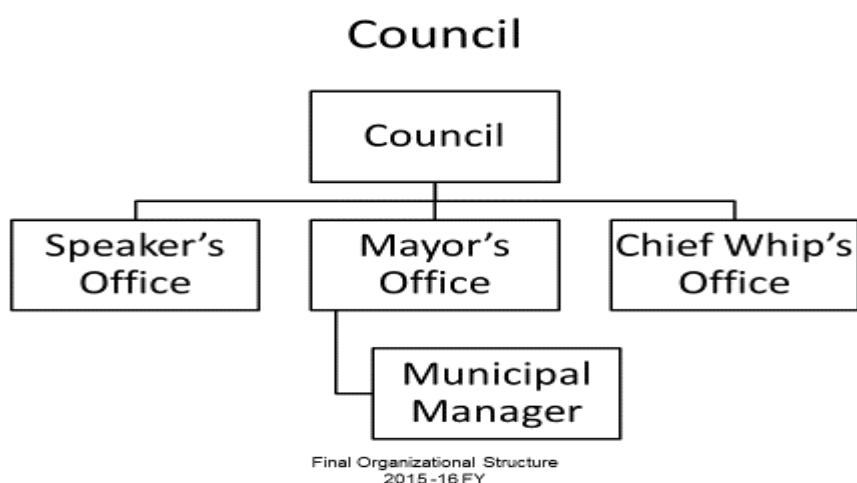 Council
Council
Speaker's
Office
Mayor's
Office
Chief Whip's
Office
Municipal
Manager
Final Organizational Structure
2015-16 FY